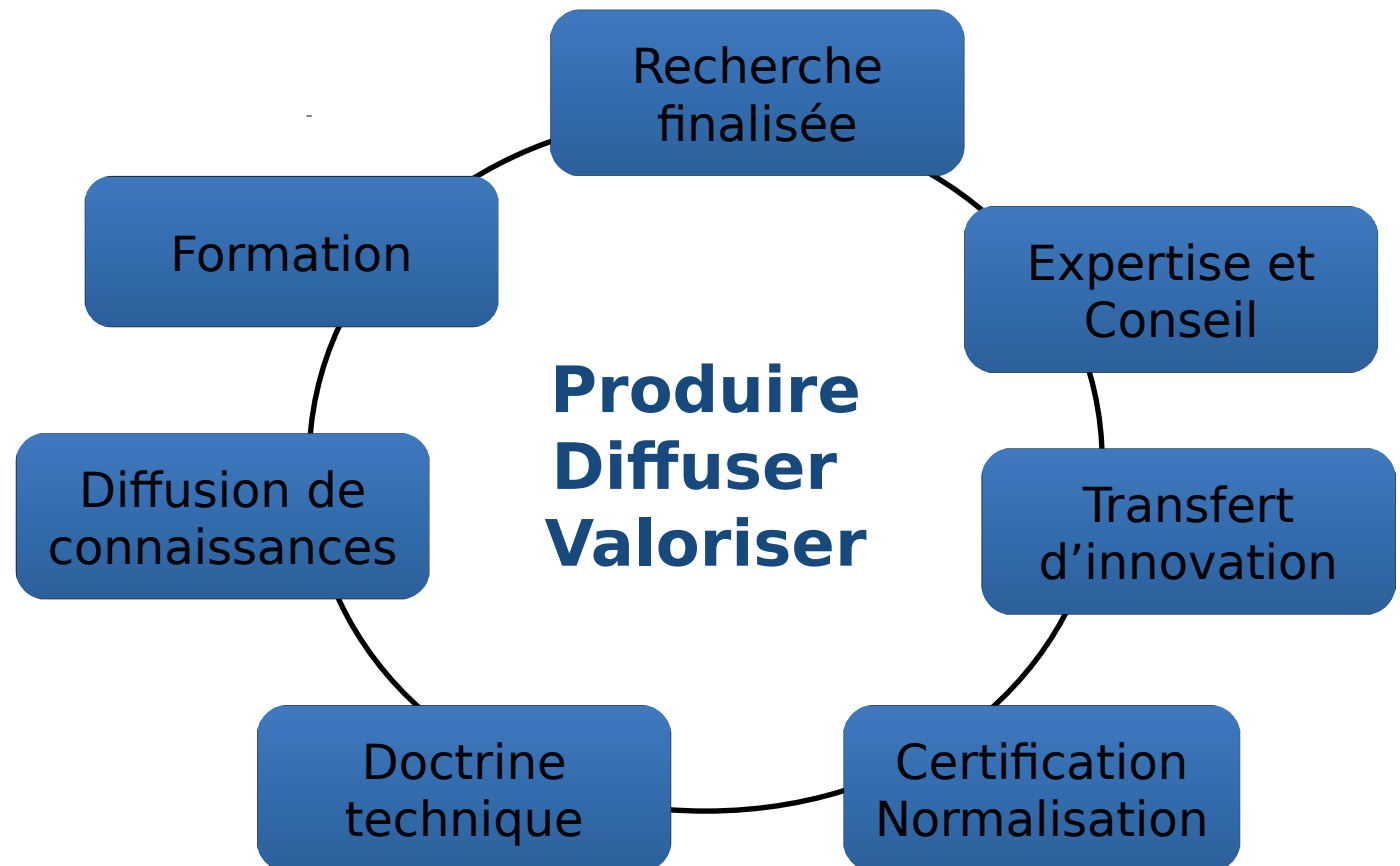 Recherche
finalisée
Expertise et
Conseil
Transfert
d’innovation
Certification
Normalisation
Doctrine
technique
Diffusion de
connaissances
Formation
Produire
Diffuser
Valoriser
-